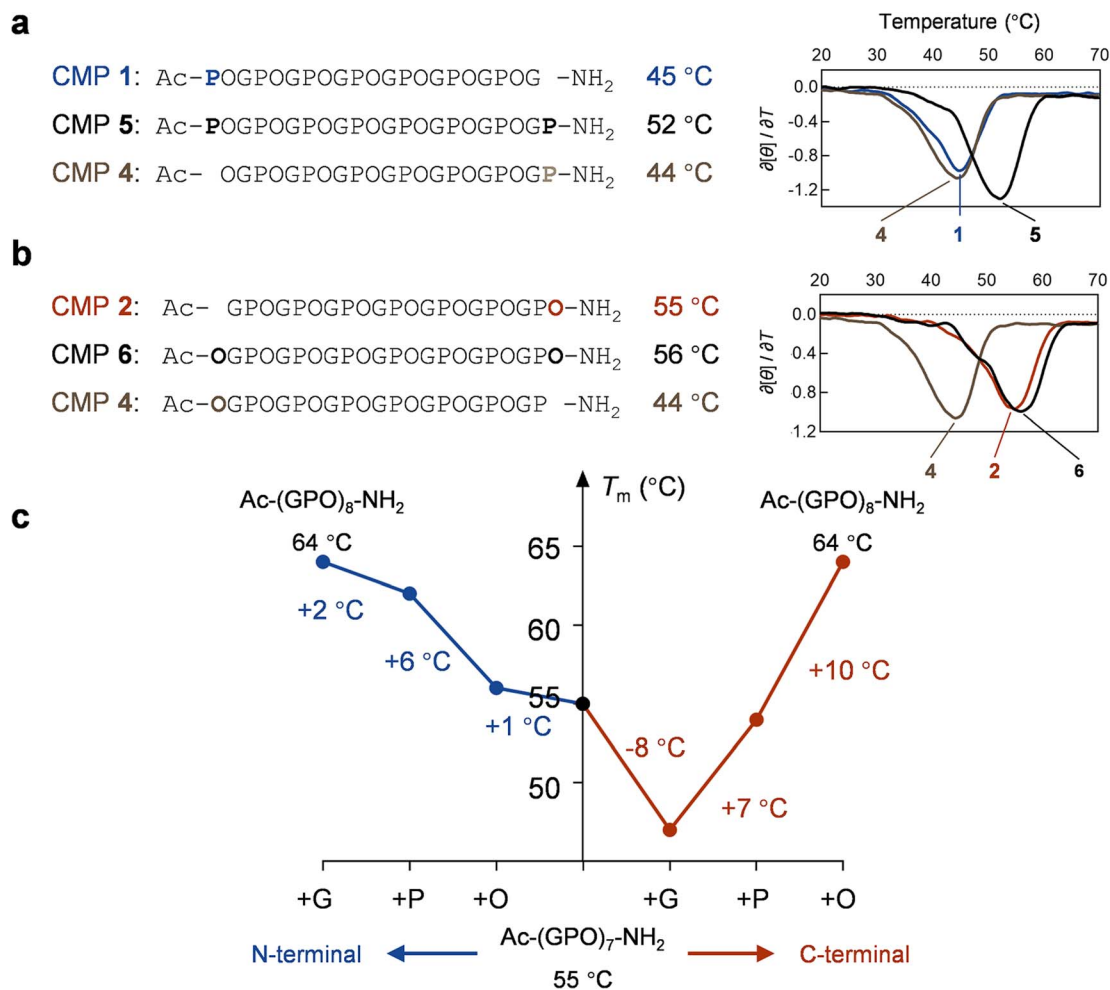 a
CMP 1: Ac-POGPOGPOGPOGPOGPOGPOG -NH₂ 45 °C
CMP 5: Ac-POGPOGPOGPOGPOGPOGPOGP-NH₂ 52 °C
CMP 4: Ac- OGPOGPOGPOGPOGPOGPOGP-NH₂ 44 °C
Temperature (°C)
20 30 40 50 60 70
0.0
-0.4
-0.8
-1.2
∂[θ] / ∂T
4 1 5
b
CMP 2: Ac- GPOGPOGPOGPOGPOGPOGPO-NH₂ 55 °C
CMP 6: Ac-OGPOGPOGPOGPOGPOGPOGPO-NH₂ 56 °C
CMP 4: Ac-OGPOGPOGPOGPOGPOGPOGP -NH₂ 44 °C
20 30 40 50 60 70
0.0
-0.4
-0.8
-1.2
∂[θ] / ∂T
4 2 6
c
Tm (°C)
Ac-(GPO)₈-NH₂
64 °C
Ac-(GPO)₈-NH₂
64 °C
65
60
55
50
+2 °C
+6 °C
+1 °C
-8 °C
+7 °C
+10 °C
+G +P +O +G +P +O
Ac-(GPO)₇-NH₂
N-terminal
C-terminal
55 °C